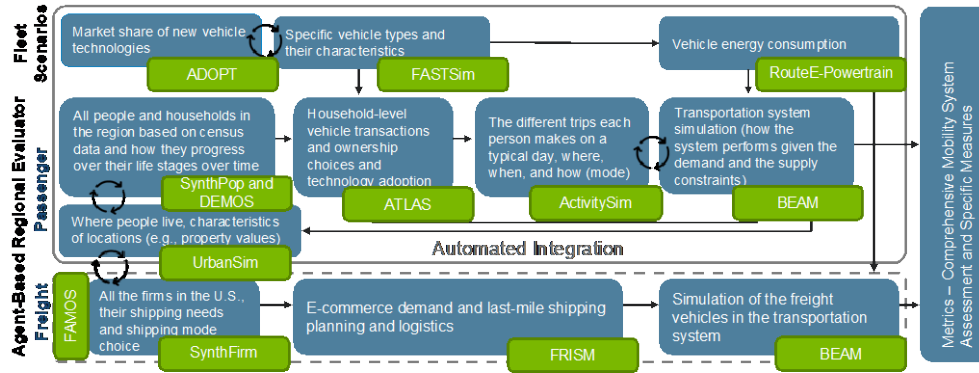 Fleet
Scenarios
Market share of new vehicle
technologies
ADOPT
Specific vehicle types and
their characteristics
FASTSim
Vehicle energy consumption
RouteE-Powertrain
Agent-Based Regional Evaluator
Passenger
All people and households in
the region based on census
data and how they progress
over their life stages over time
SynthPop and
DEMOS
Household-level
vehicle transactions
and ownership
choices and
technology adoption
ATLAS
The different trips each
person makes on a
typical day, where,
when, and how (mode)
ActivitySim
Transportation system
simulation (how the
system performs given the
demand and the supply
constraints)
BEAM
Where people live, characteristics
of locations (e.g., property values)
UrbanSim
Automated Integration
Freight
FAMOS
All the firms in the U.S.,
their shipping needs
and shipping mode
choice
SynthFirm
E-commerce demand and last-mile shipping
planning and logistics
FRISM
Simulation of the freight
vehicles in the transportation
system
BEAM
Metrics – Comprehensive Mobility System
Assessment and Specific Measures